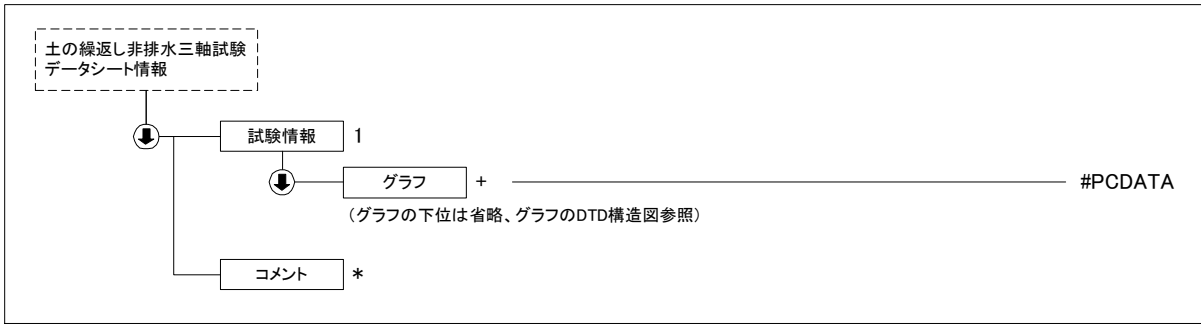 土の繰返し非排水三軸試験
データシート情報
試験情報 1
グラフ + #PCDATA
(グラフの下位は省略、グラフのDTD構造図参照)
コメント *